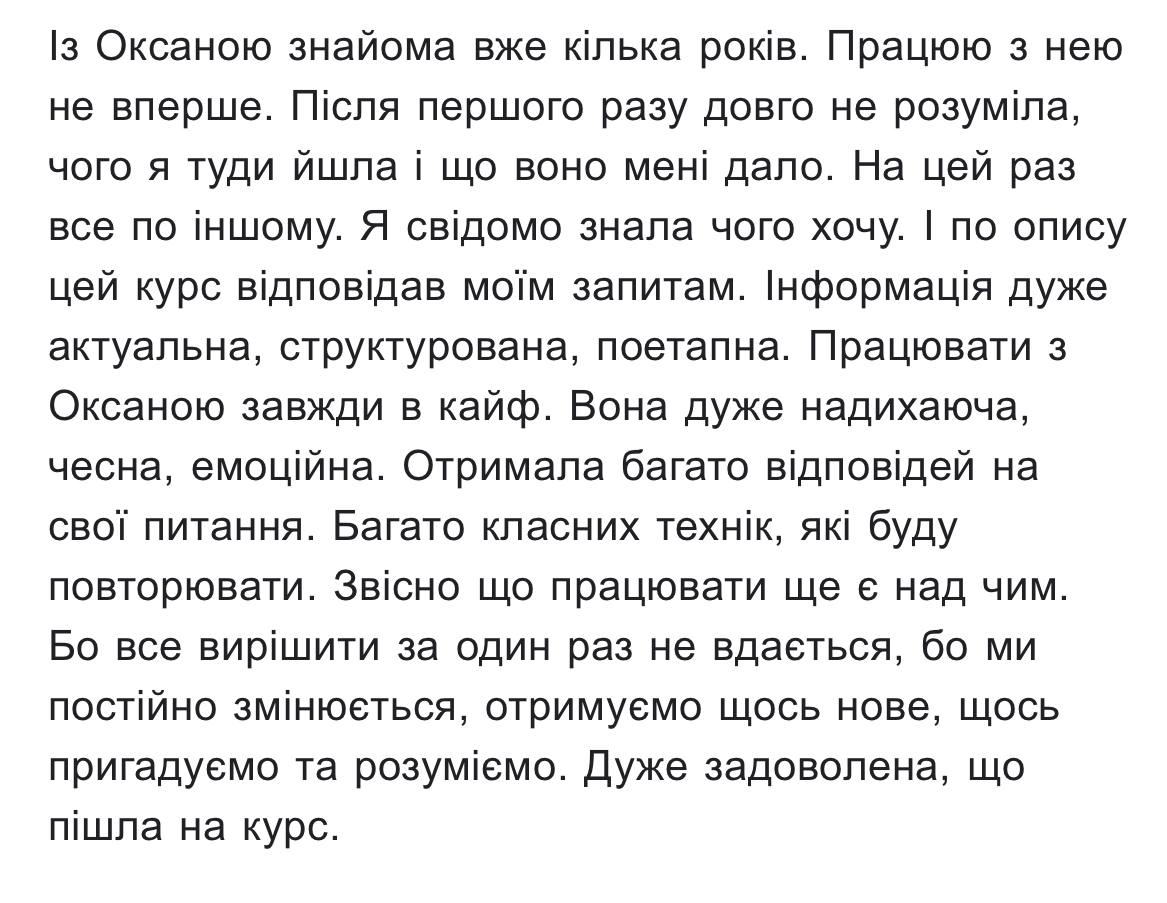 Із Оксаною знайома вже кілька років. Працюю з нею
не вперше. Після першого разу довго не розуміла,
чого я туди йшла і що воно мені дало. На цей раз
все по іншому. Я свідомо знала чого хочу. І по опису
цей курс відповідав моїм запитам. Інформація дуже
актуальна, структурована, поетапна. Працювати з
Оксаною завжди в кайф. Вона дуже надихаюча,
чесна, емоційна. Отримала багато відповідей на
свої питання. Багато класних технік, які буду
повторювати. Звісно що працювати ще є над чим.
Бо все вирішити за один раз не вдається, бо ми
постійно змінюється, отримуємо щось нове, щось
пригадуємо та розуміємо. Дуже задоволена, що
пішла на курс.